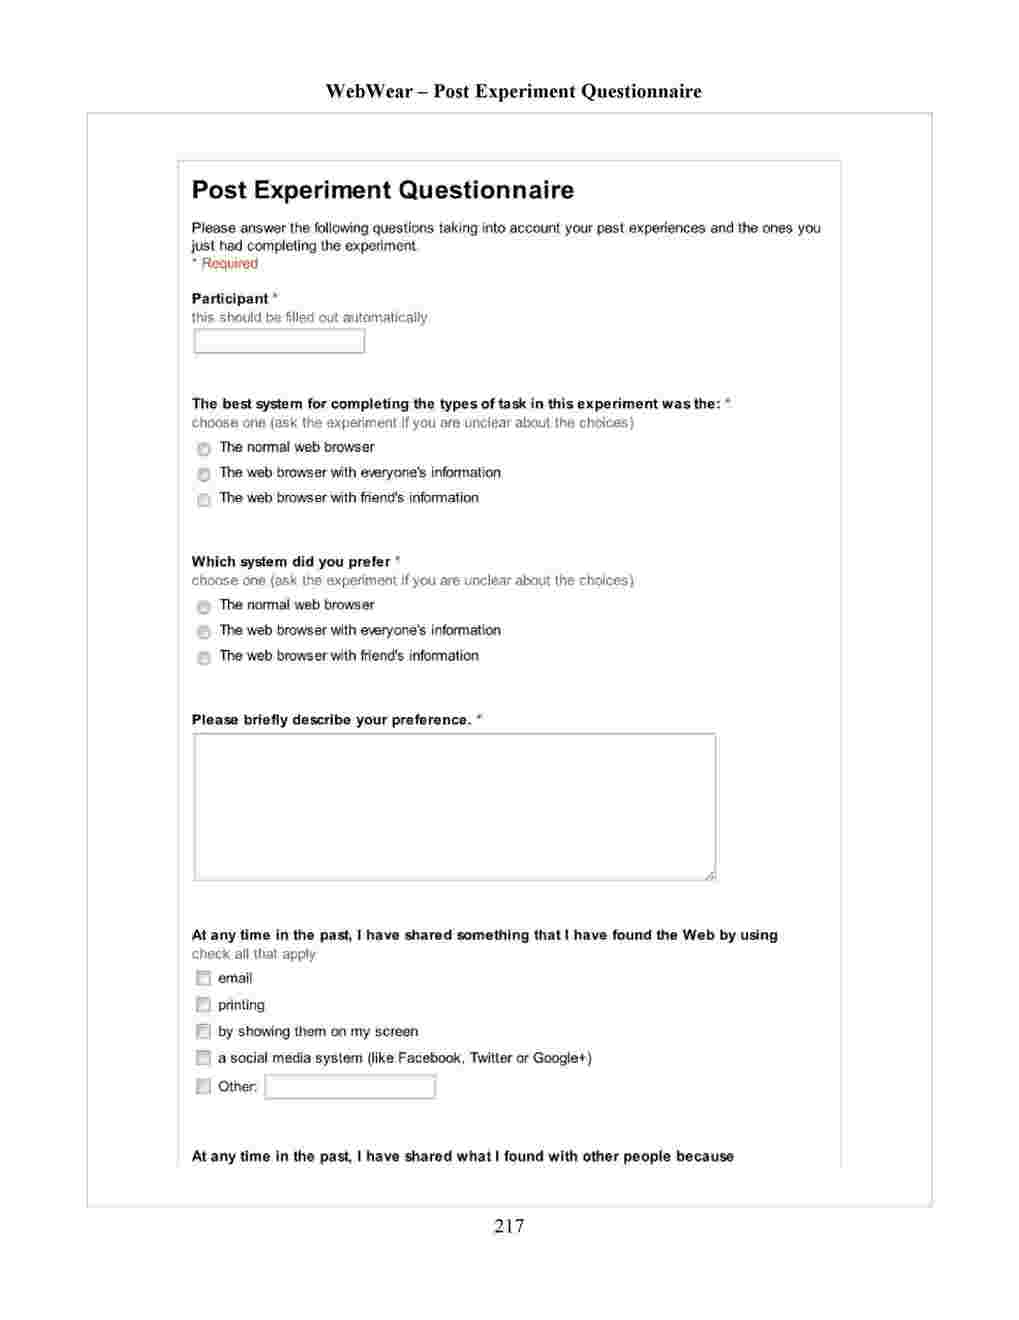 WebWear – Post Experiment Questionnaire
Post Experiment Questionnaire
Please answer the following questions taking into account your past experiences and the ones you
just had completing the experiment.
* Required
Participant *
this should be filled out automatically
The best system for completing the types of task in this experiment was the: *
choose one (ask the experiment if you are unclear about the choices)
The normal web browser
The web browser with everyone's information
The web browser with friend's information
Which system did you prefer *
choose one (ask the experiment if you are unclear about the choices)
The normal web browser
The web browser with everyone's information
The web browser with friend's information
Please briefly describe your preference. *
At any time in the past, I have shared something that I have found the Web by using
check all that apply
email
printing
by showing them on my screen
a social media system (like Facebook, Twitter or Google+)
Other:
At any time in the past, I have shared what I found with other people because
217